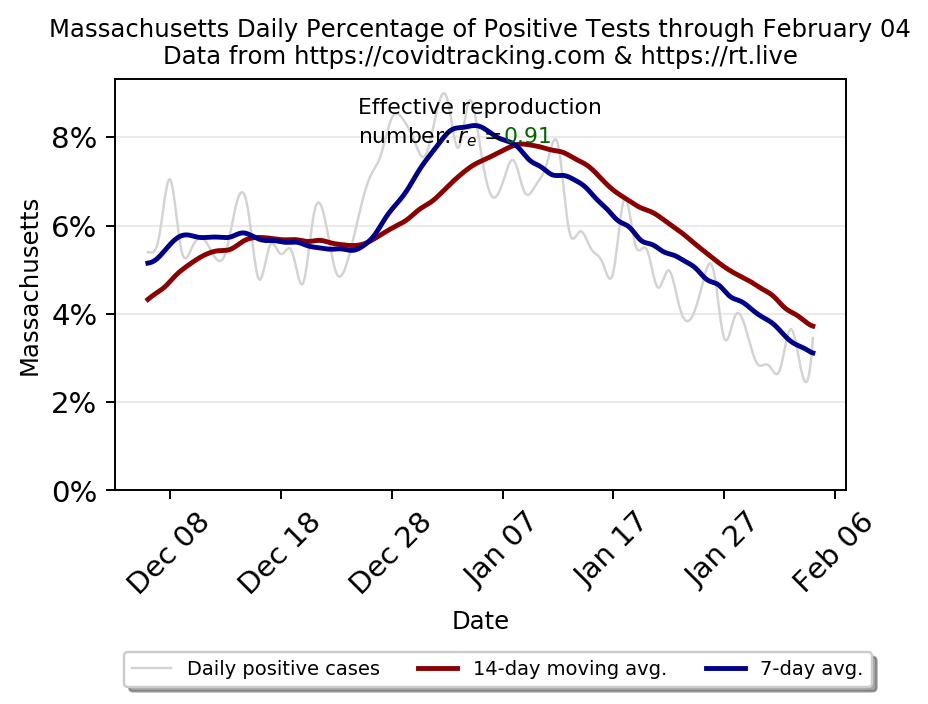 Massachusetts Daily Percentage of Positive Tests through February 04
Data from https://covidtracking.com & https://rt.live
Effective reproduction
number: rₑ =0.91
8%
6%
4%
2%
0%
Massachusetts
Dec 08
Dec 18
Dec 28
Jan 07
Jan 17
Jan 27
Feb 06
Date
Daily positive cases
14-day moving avg.
7-day avg.